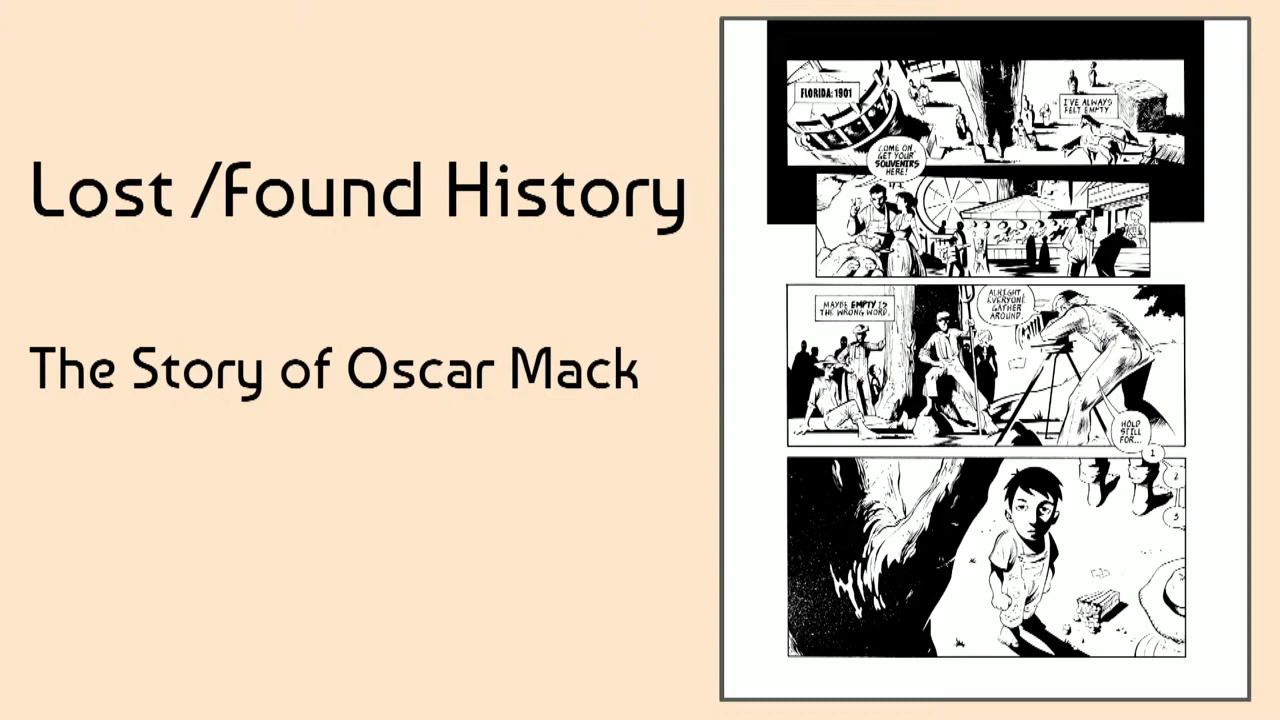 Lost /Found History
The Story of Oscar Mack
FLORIDA: 1901
I'VE ALWAYS
FELT EMPTY.
COME ON
GET YOUR
SOUVENIRS
HERE!
MAYBE EMPTY IS
THE WRONG WORD.
ALRIGHT
EVERYONE
GATHER
AROUND.
HOLD
STILL
FOR...
1
2
3